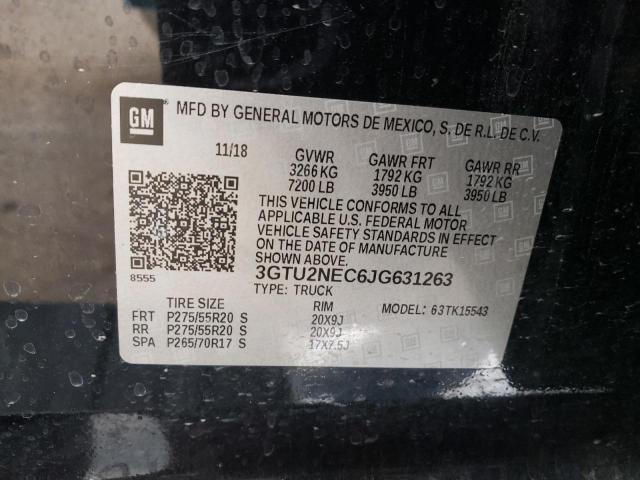 GM
MFD BY GENERAL MOTORS DE MEXICO, S. DE R.L. DE C.V.
11/18 GVWR GAWR FRT GAWR RR
3266 KG 1792 KG 1792 KG
7200 LB 3950 LB 3950 LB
THIS VEHICLE CONFORMS TO ALL
APPLICABLE U.S. FEDERAL MOTOR
VEHICLE SAFETY STANDARDS IN EFFECT
ON THE DATE OF MANUFACTURE
SHOWN ABOVE.
8555
3GTU2NEC6JG631263
TYPE: TRUCK
TIRE SIZE RIM MODEL: 63TK15543
FRT P275/55R20 S 20X9J
RR P275/55R20 S 20X9J
SPA P265/70R17 S 17X7.5J